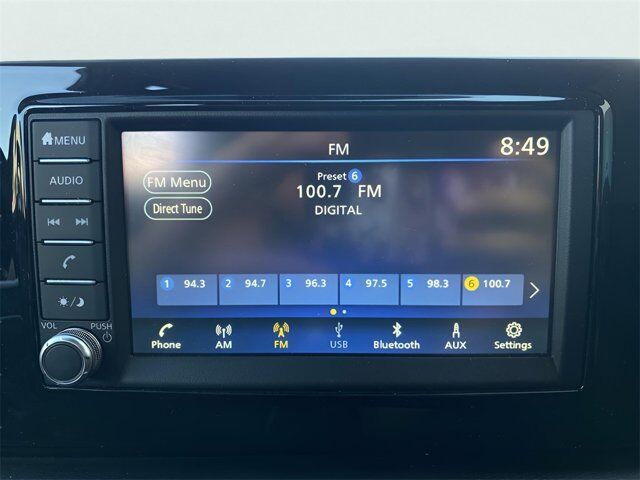 MENU
AUDIO
VOL
PUSH
FM
8:49
FM Menu
Direct Tune
Preset 6
100.7 FM
DIGITAL
1 94.3 2 94.7 3 96.3 4 97.5 5 98.3 6 100.7
Phone AM FM USB Bluetooth AUX Settings